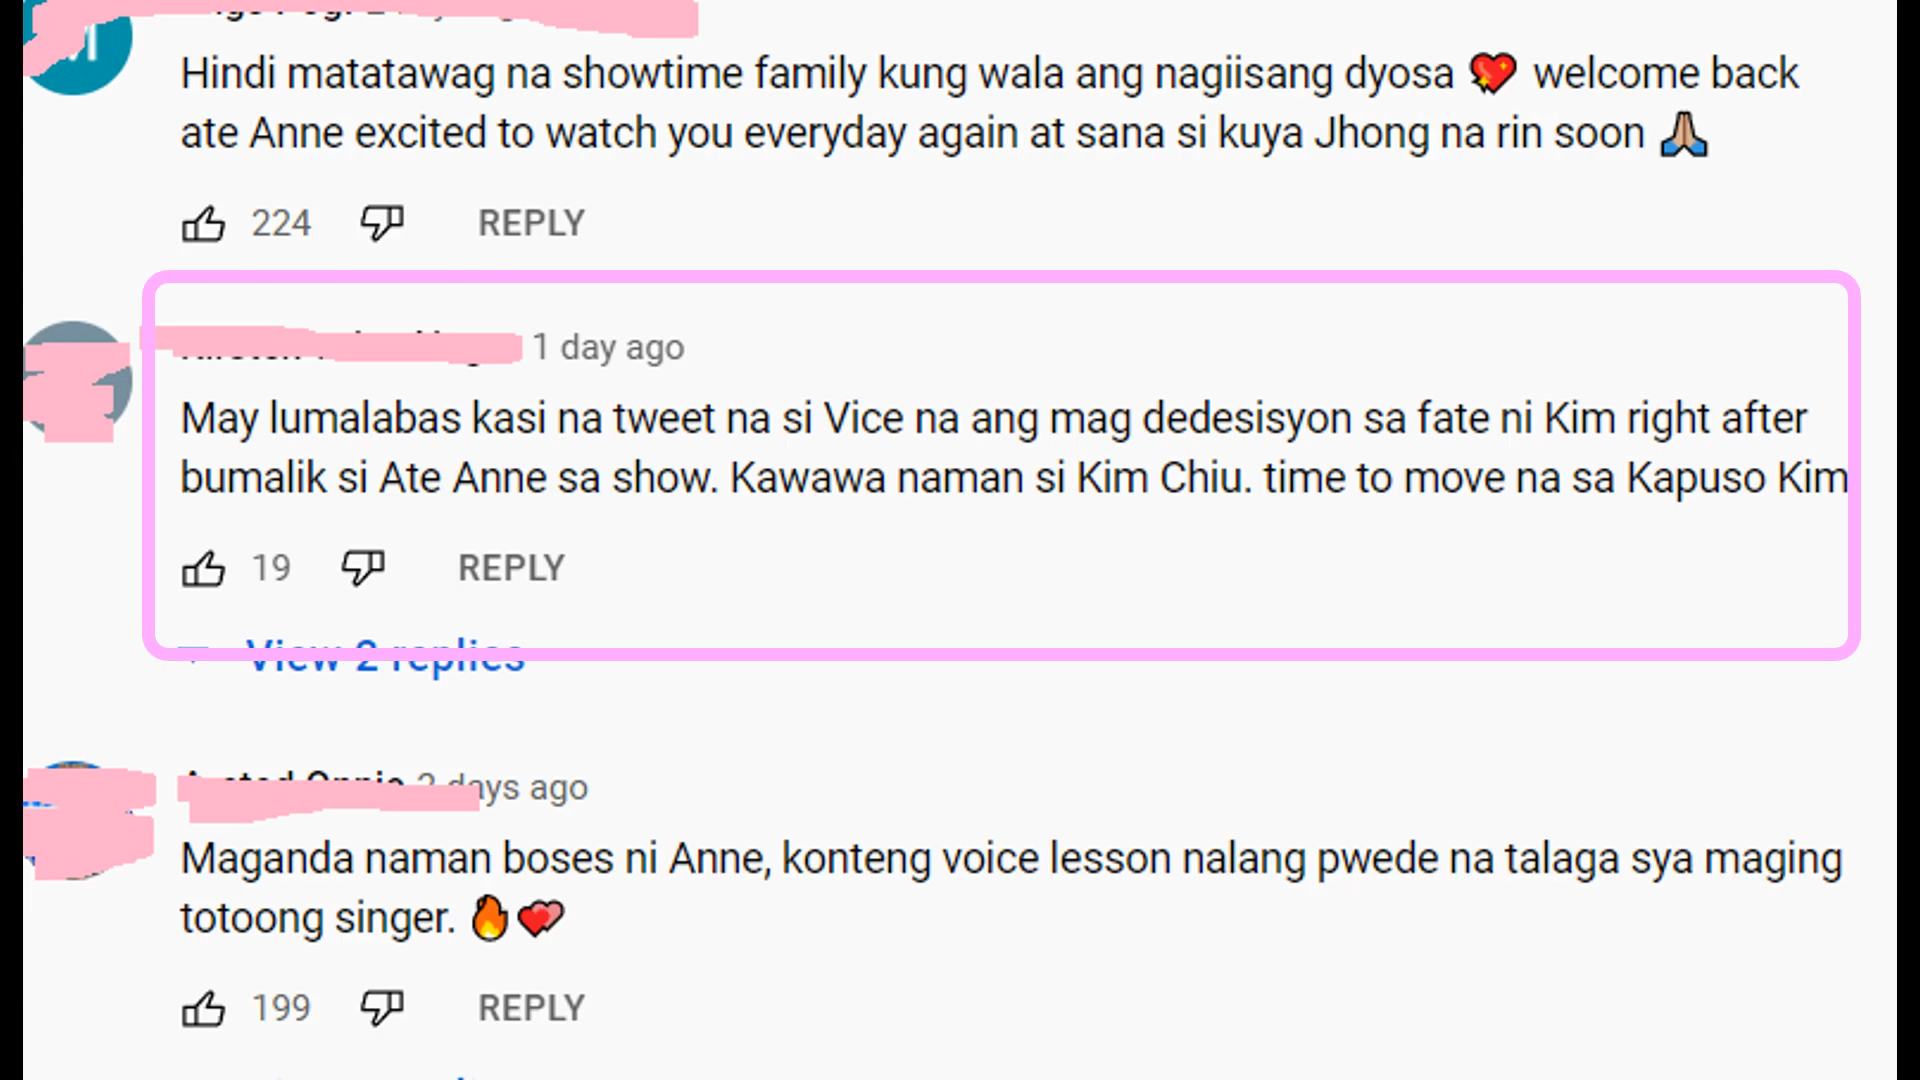 Hindi matatawag na showtime family kung wala ang nagiisang dyosa 💖 welcome back
ate Anne excited to watch you everyday again at sana si kuya Jhong na rin soon 🙏🏼
224 REPLY
1 day ago
May lumalabas kasi na tweet na si Vice na ang mag dedesisyon sa fate ni Kim right after
bumalik si Ate Anne sa show. Kawawa naman si Kim Chiu. time to move na sa Kapuso Kim
19 REPLY
View 2 replies
2 days ago
Maganda naman boses ni Anne, konteng voice lesson nalang pwede na talaga sya maging
totoong singer. 🔥💕
199 REPLY